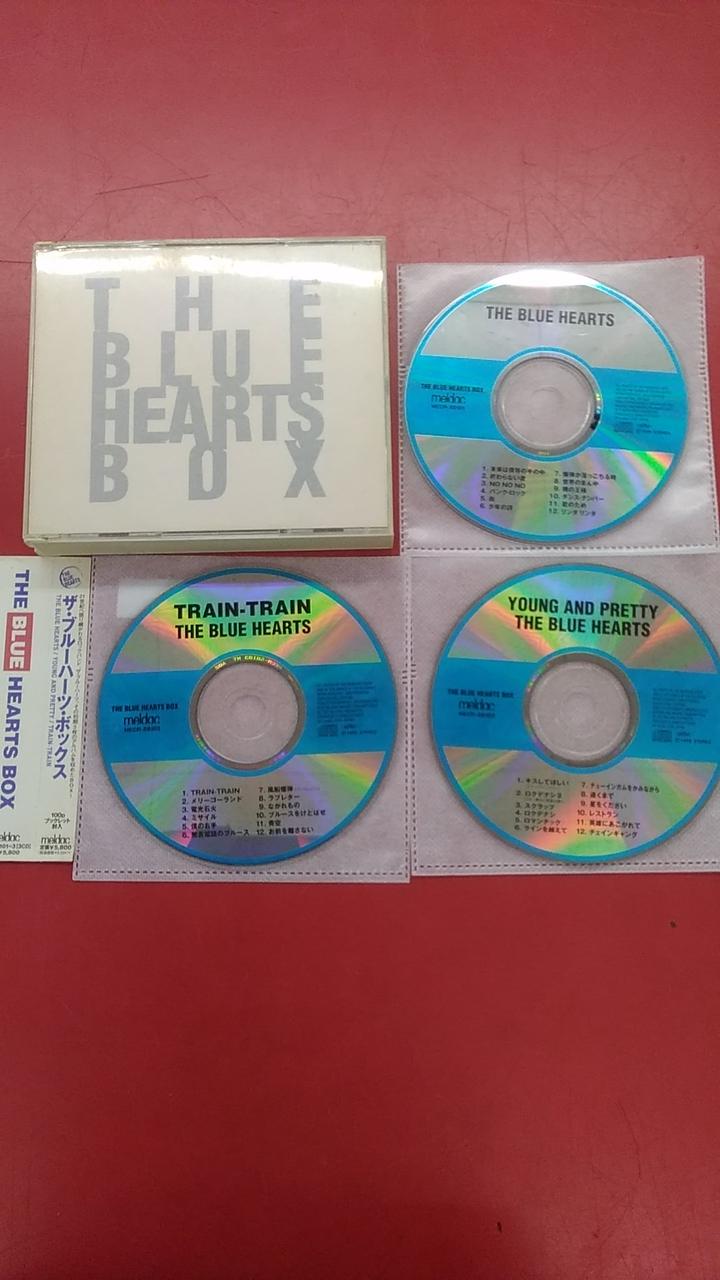 THE
BLUE
HEARTS
BOX
THE BLUE HEARTS
THE BLUE HEARTS BOX
meldac
1. 未来は僕等の手の中
2. 終わらない歌
3. NO NO NO
4. パンク・ロック
5. 街
6. 少年の詩
7. 爆弾が落っこちる時
8. 世界のまん中
9. 裸の王様
10. ダンス・ナンバー
11. 君のため
12. リンダ リンダ
THE BLUE HEARTS BOX
ザ・ブルーハーツ・ボックス
THE BLUE HEARTS / YOUNG AND PRETTY / TRAIN-TRAIN
100p
ブックレット
封入
meldac
定価¥5,800
TRAIN-TRAIN
THE BLUE HEARTS
THE BLUE HEARTS BOX
meldac
1. TRAIN-TRAIN
2. メリーゴーランド
3. 電光石火
4. ミサイル
5. 僕の右手
6. 無言電話のブルース
7. 風船爆弾
8. ラブレター
9. ながれもの
10. ブルースをけとばせ
11. 青空
12. お前を離さない
YOUNG AND PRETTY
THE BLUE HEARTS
THE BLUE HEARTS BOX
meldac
1. キスしてほしい
2. ロクデナシ II
3. スクラップ
4. ロクデナシ
5. ロマンチック
6. ラインを越えて
7. チューインガムをかみながら
8. 遠くまで
9. 星をください
10. レストラン
11. 英雄にあこがれて
12. チェインギャング